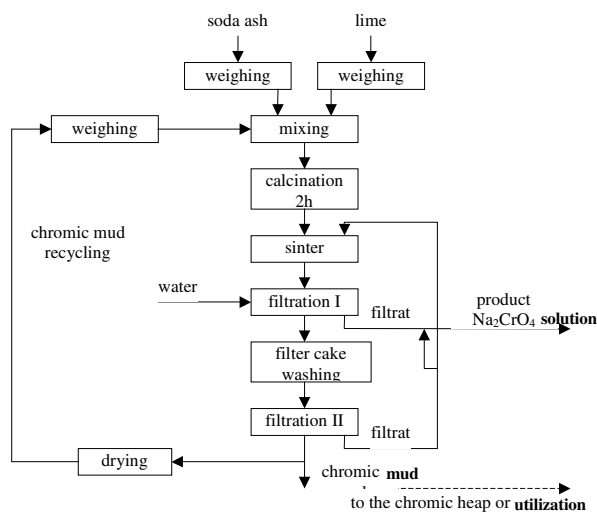 soda ash
lime
weighing
weighing
weighing
mixing
calcination
2h
chromic mud
recycling
sinter
water
filtration I
filtrat
product
Na₂CrO₄ solution
filter cake
washing
filtration II
filtrat
drying
chromic mud
to the chromic heap or utilization